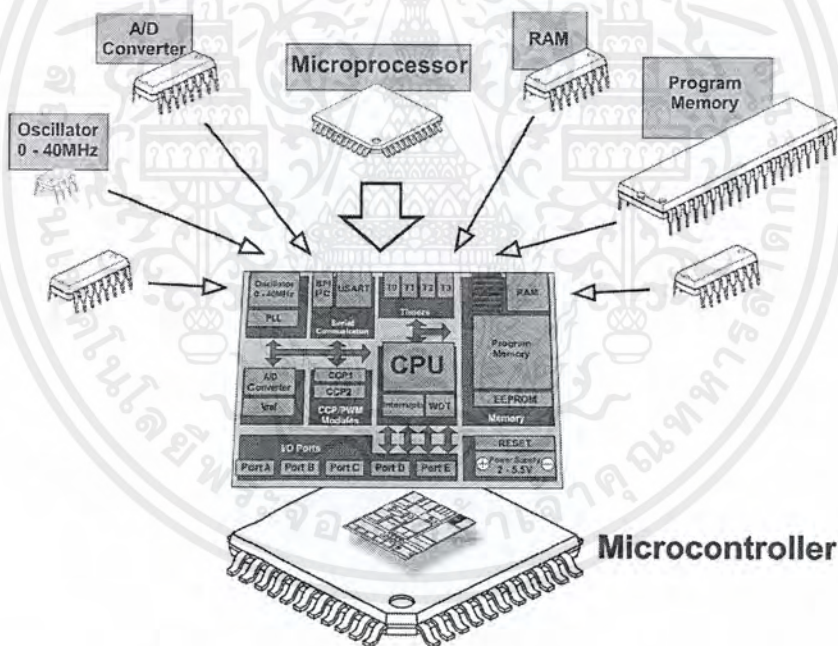 A/D
Converter
Microprocessor
RAM
Program
Memory
Oscillator
0 - 40MHz
Oscillator
0 - 40MHz
PLL
SPI
I²C
USART
Serial
Communication
T0 T1 T2 T3
Timers
RAM
Program
Memory
EEPROM
Memory
CPU
Interrupts WDT
A/D
Converter
Vref
CCP1
CCP2
CCP/PWM
Modules
I/O Ports
Port A Port B Port C Port D Port E
RESET
Power Supply
2 - 5.5V
Microcontroller